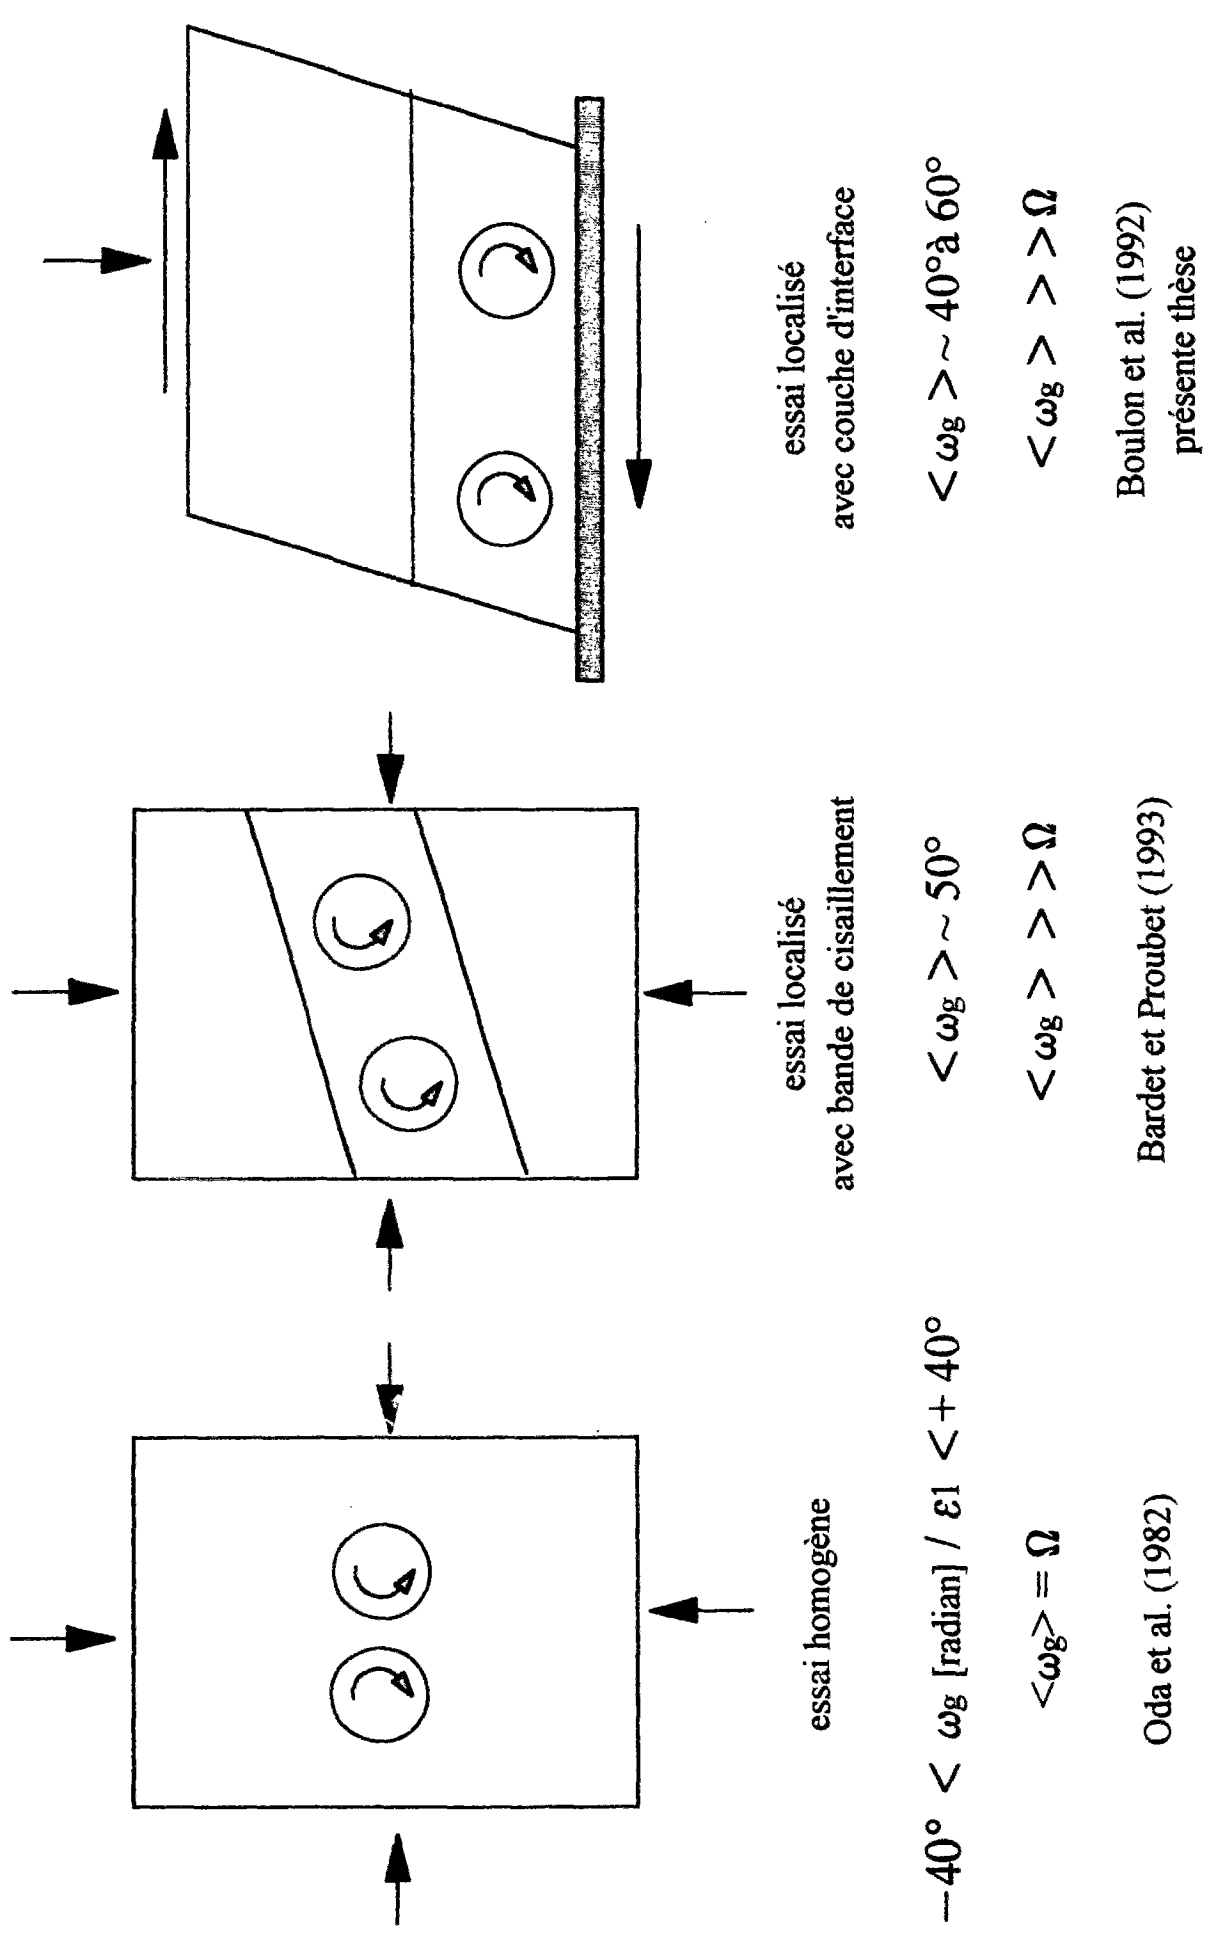 essai homogène
−40° < ωg [radian] / ε1 < + 40°
<ωg> = Ω
Oda et al. (1982)
essai localisé
avec bande de cisaillement
< ωg > ~ 50°
< ωg > > > Ω
Bardet et Proubet (1993)
essai localisé
avec couche d'interface
< ωg > ~ 40°à 60°
< ωg > > > Ω
Boulon et al. (1992)
présente thèse